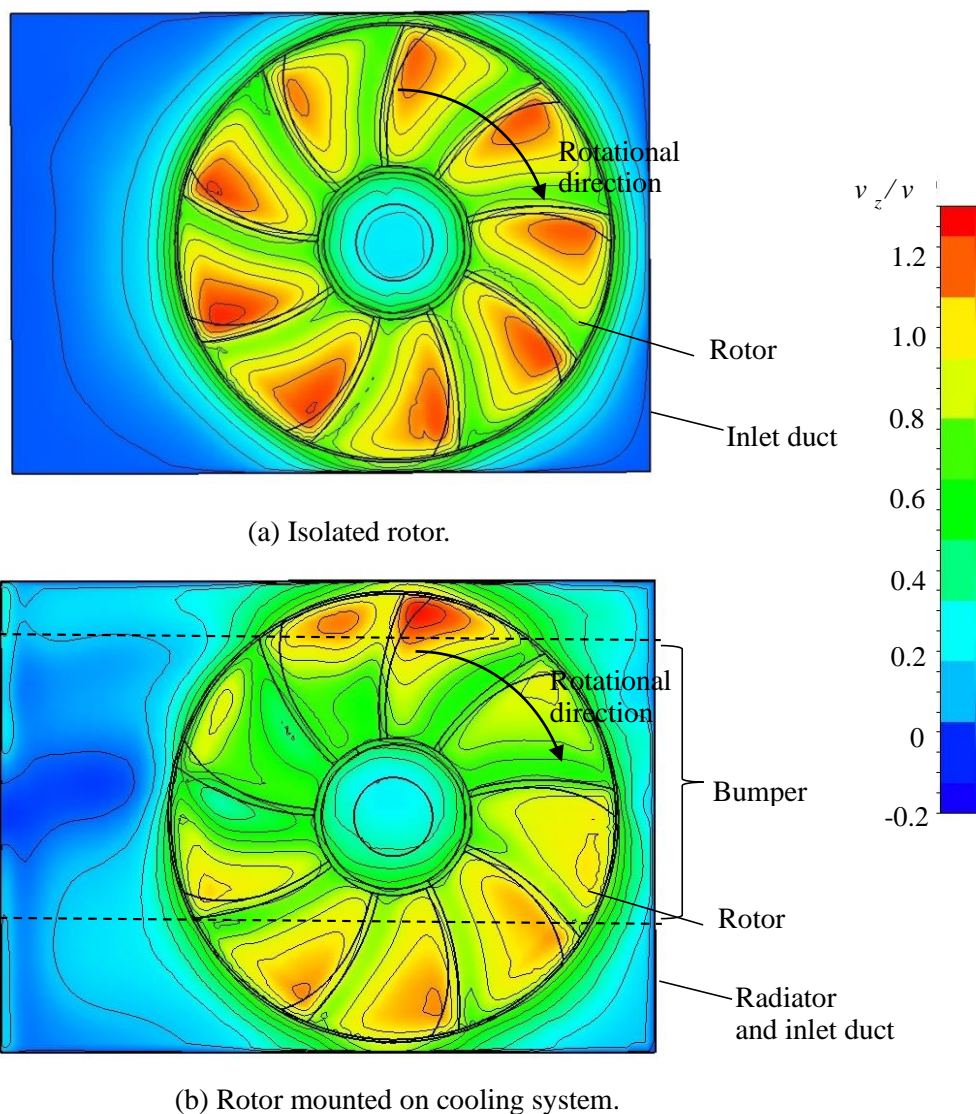 Rotational
direction
v_z / v
1.2
1.0
0.8
0.6
0.4
0.2
0
-0.2
Rotor
Inlet duct
(a) Isolated rotor.
Rotational
direction
Bumper
Rotor
Radiator
and inlet duct
(b) Rotor mounted on cooling system.